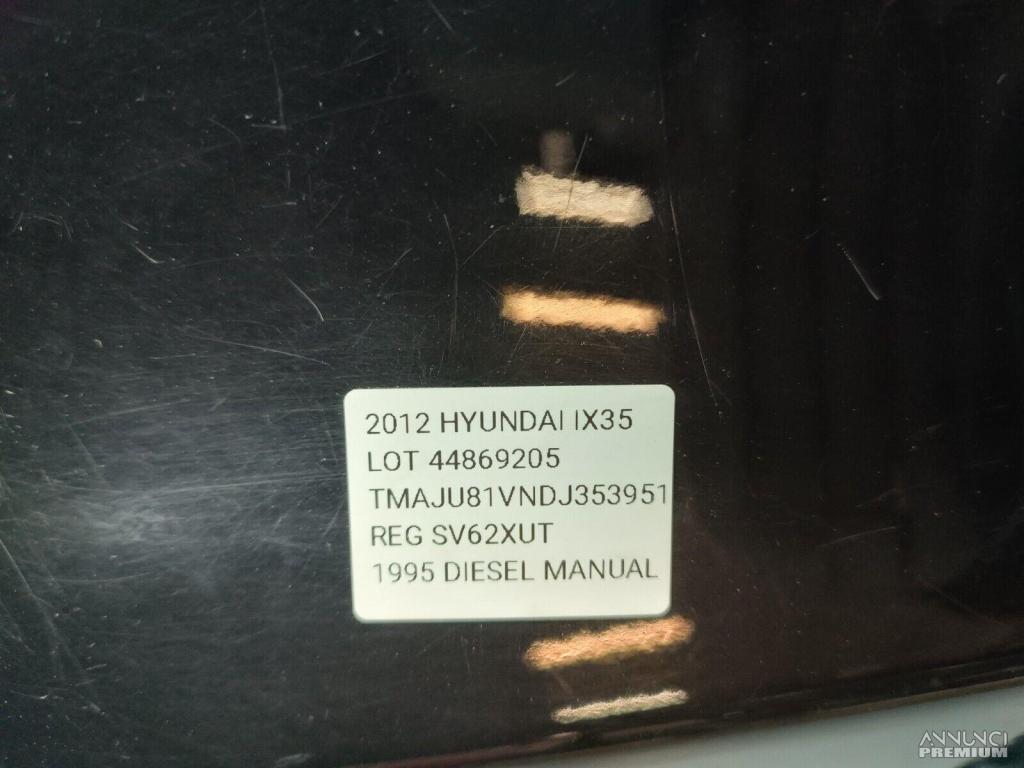 2012 HYUNDAI IX35
LOT 44869205
TMAJU81VNDJ353951
REG SV62XUT
1995 DIESEL MANUAL
ANNUNCI
PREMIUM